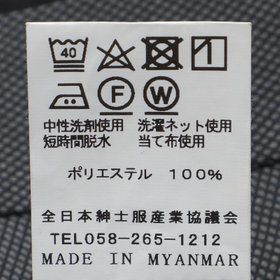 40
F W
中性洗剤使用 洗濯ネット使用
短時間脱水 当て布使用
ポリエステル 100%
全日本紳士服産業協議会
TEL058-265-1212
MADE IN MYANMAR